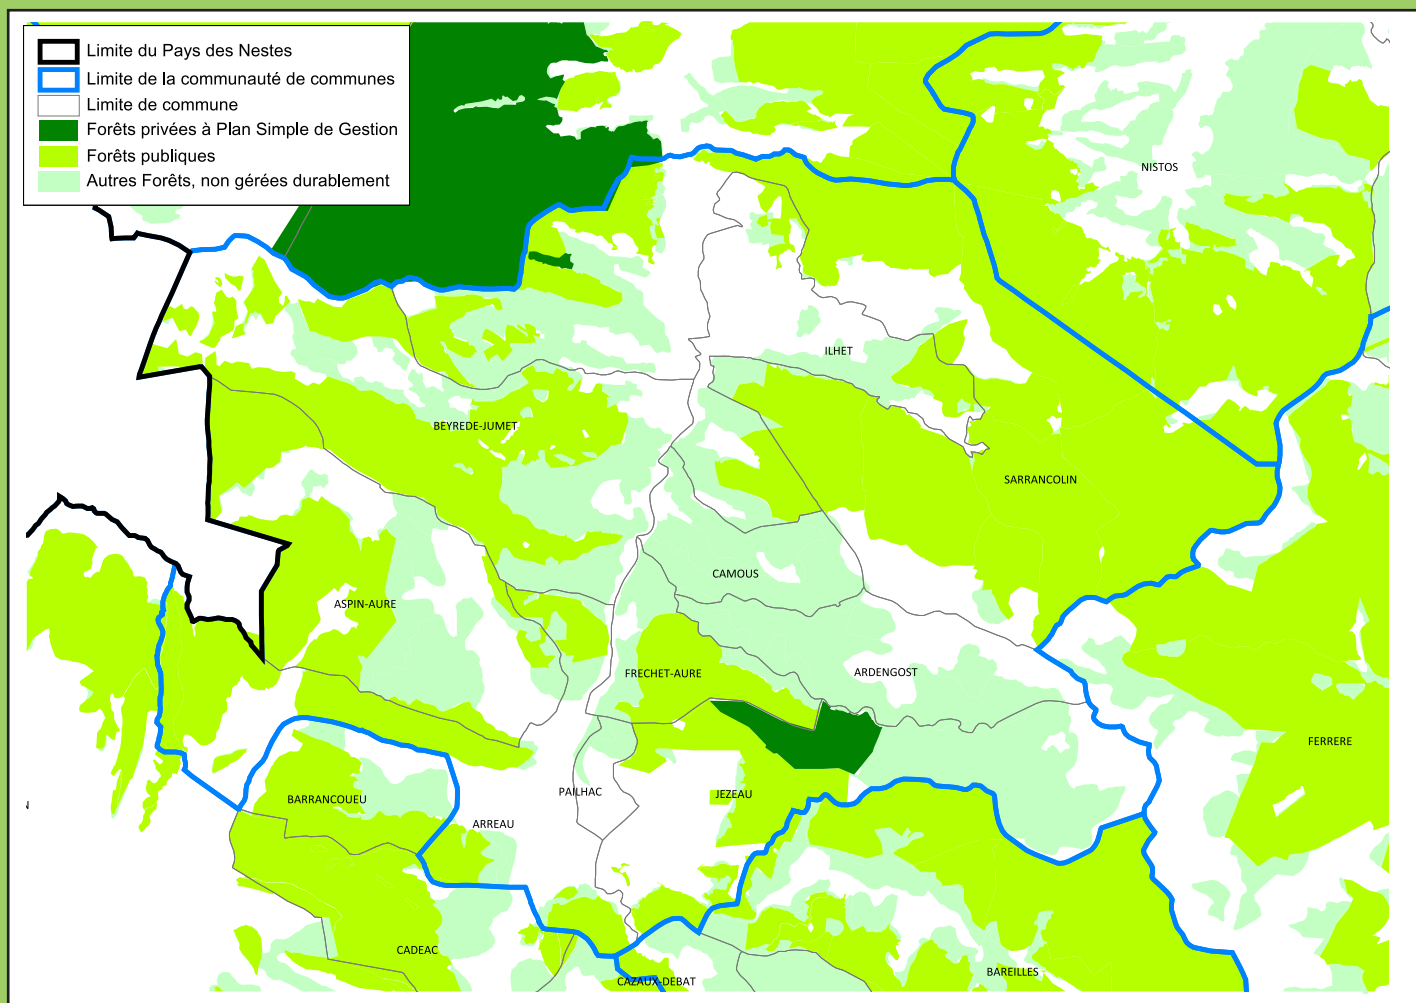 Limite du Pays des Nestes
Limite de la communauté de communes
Limite de commune
Forêts privées à Plan Simple de Gestion
Forêts publiques
Autres Forêts, non gérées durablement
NISTOS
ILHET
BEYREDE-JUMET
SARRANCOLIN
CAMOUS
ASPIN-AURE
FRECHET-AURE
ARDENGOST
FERRERE
JEZEAU
PAILHAC
BARRANCOUEU
ARREAU
CADEAC
BAREILLES
CAZAUX-DEBAT